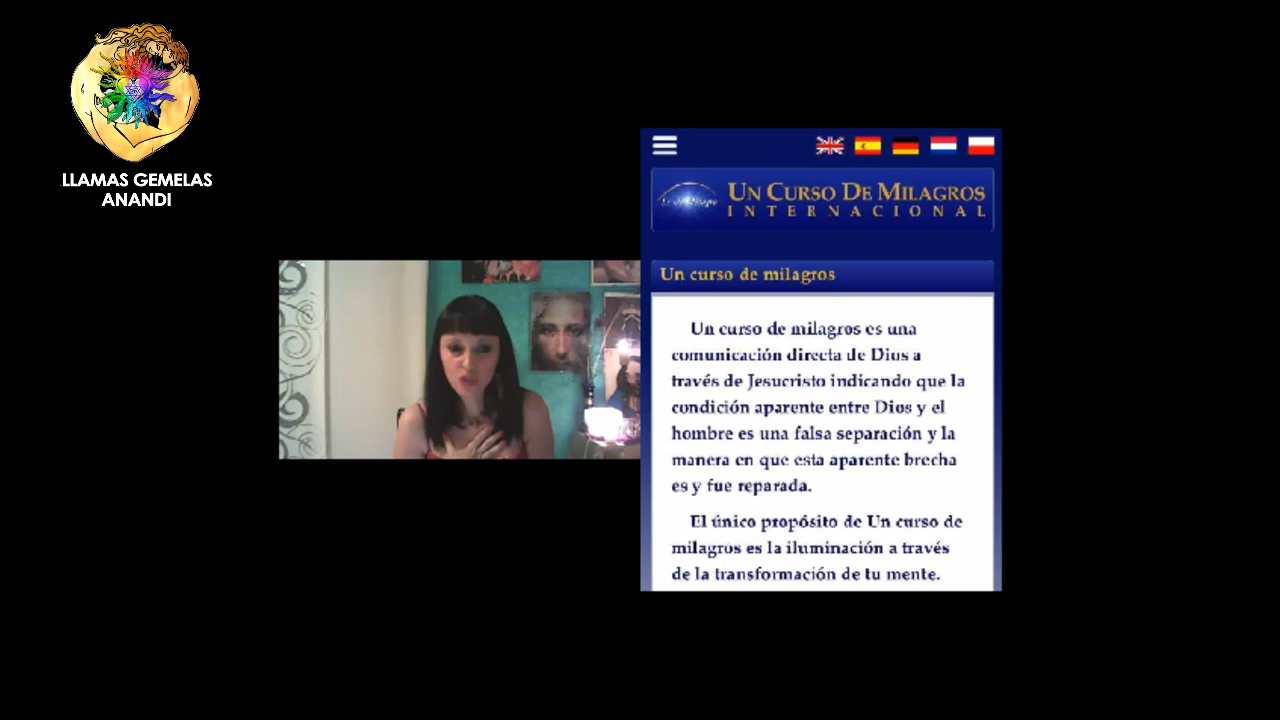 LLAMAS GEMELAS
ANANDI
UN CURSO DE MILAGROS
INTERNACIONAL
Un curso de milagros
Un curso de milagros es una
comunicación directa de Dios a
través de Jesucristo indicando que la
condición aparente entre Dios y el
hombre es una falsa separación y la
manera en que esta aparente brecha
es y fue reparada.
El único propósito de Un curso de
milagros es la iluminación a través
de la transformación de tu mente.